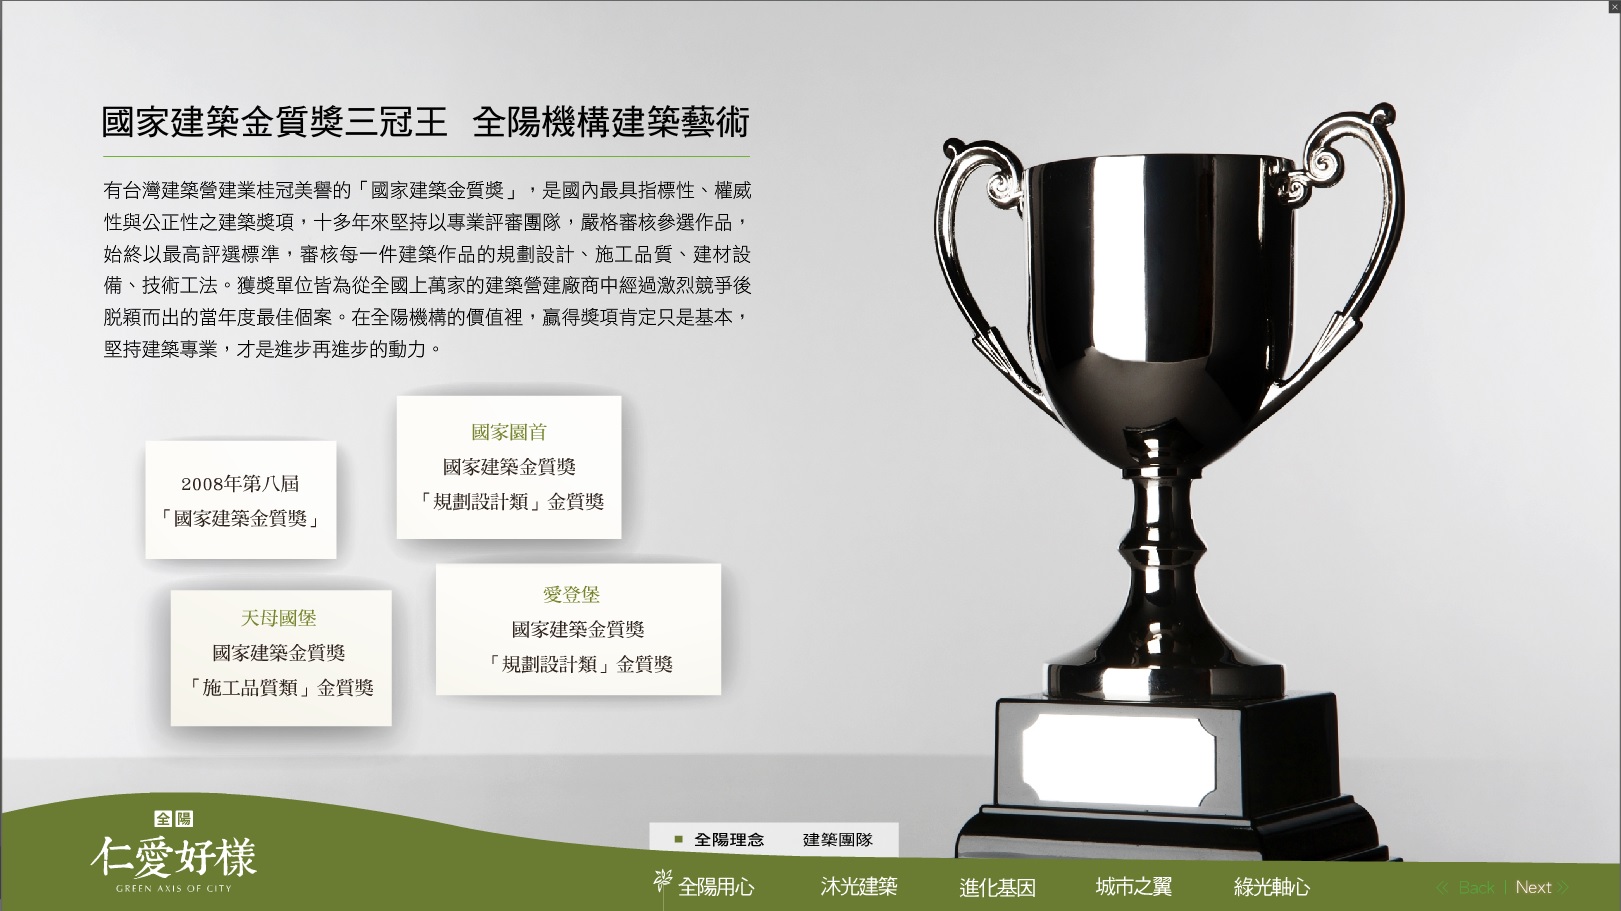 國家建築金質獎三冠王 全陽機構建築藝術
有台灣建築營建業桂冠美譽的「國家建築金質獎」，是國內最具指標性、權威
性與公正性之建築獎項，十多年來堅持以專業評審團隊，嚴格審核參選作品，
始終以最高評選標準，審核每一件建築作品的規劃設計、施工品質、建材設
備、技術工法。獲獎單位皆為從全國上萬家的建築營建廠商中經過激烈競爭後
脱穎而出的當年度最佳個案。在全陽機構的價值裡，贏得獎項肯定只是基本，
堅持建築專業，才是進步再進步的動力。
2008年第八屆
「國家建築金質獎」
國家園首
國家建築金質獎
「規劃設計類」金質獎
天母國堡
國家建築金質獎
「施工品質類」金質獎
愛登堡
國家建築金質獎
「規劃設計類」金質獎
全陽
仁愛好樣
GREEN AXIS OF CITY
全陽理念 建築團隊
全陽用心 沐光建築 進化基因 城市之翼 綠光軸心
« Back | Next »